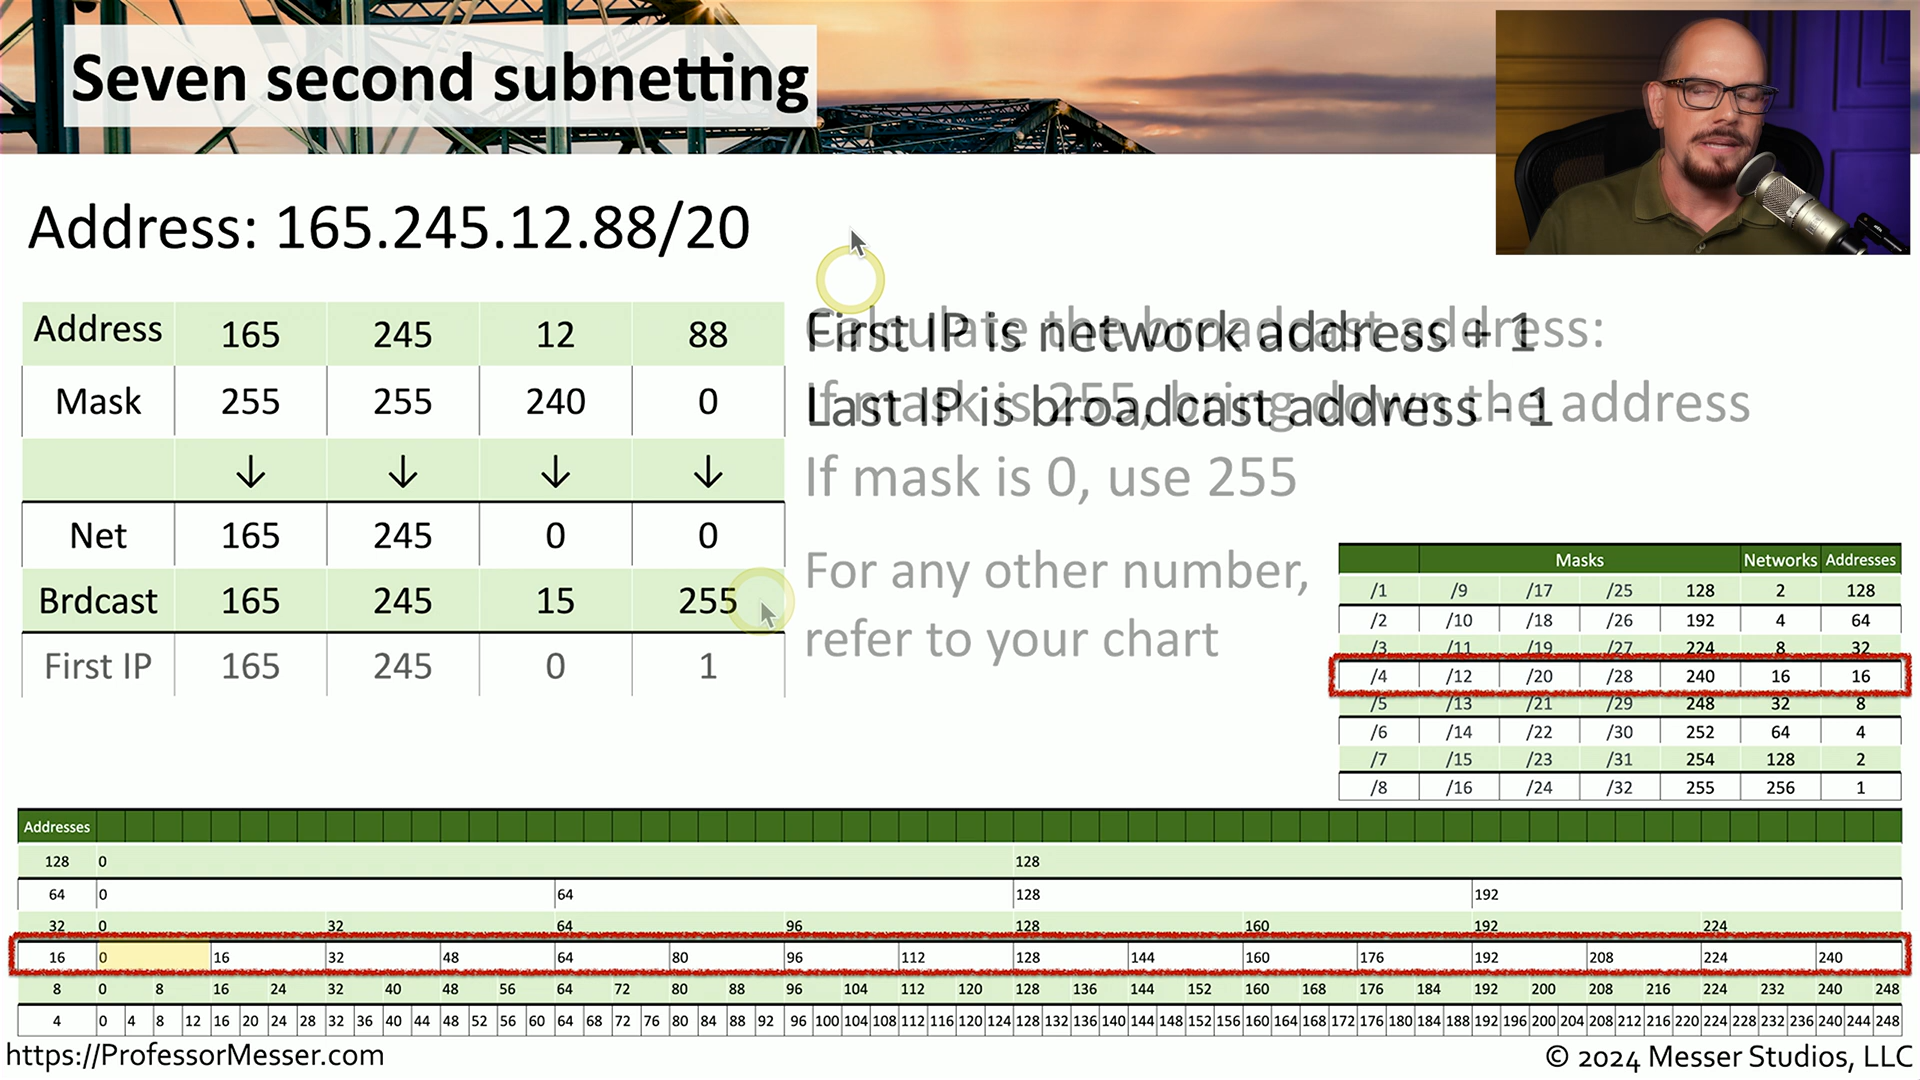 Seven second subnetting
Address: 165.245.12.88/20
Address 165 245 12 88
Mask 255 255 240 0
↓ ↓ ↓ ↓
Net 165 245 0 0
Brdcast 165 245 15 255
First IP 165 245 0 1
Calculate the broadcast address:
If mask is 255, bring down the address
If mask is 0, use 255
For any other number,
refer to your chart
First IP is network address + 1
Last IP is broadcast address - 1
Masks Networks Addresses
/1 /9 /17 /25 128 2 128
/2 /10 /18 /26 192 4 64
/3 /11 /19 /27 224 8 32
/4 /12 /20 /28 240 16 16
/5 /13 /21 /29 248 32 8
/6 /14 /22 /30 252 64 4
/7 /15 /23 /31 254 128 2
/8 /16 /24 /32 255 256 1
Addresses
128 0 128
64 0 64 128 192
32 0 32 64 96 128 160 192 224
16 0 16 32 48 64 80 96 112 128 144 160 176 192 208 224 240
8 0 8 16 24 32 40 48 56 64 72 80 88 96 104 112 120 128 136 144 152 160 168 176 184 192 200 208 216 224 232 240 248
4 0 4 8 12 16 20 24 28 32 36 40 44 48 52 56 60 64 68 72 76 80 84 88 92 96 100 104 108 112 116 120 124 128 132 136 140 144 148 152 156 160 164 168 172 176 180 184 188 192 196 200 204 208 212 216 220 224 228 232 236 240 244 248
https://ProfessorMesser.com
© 2024 Messer Studios, LLC